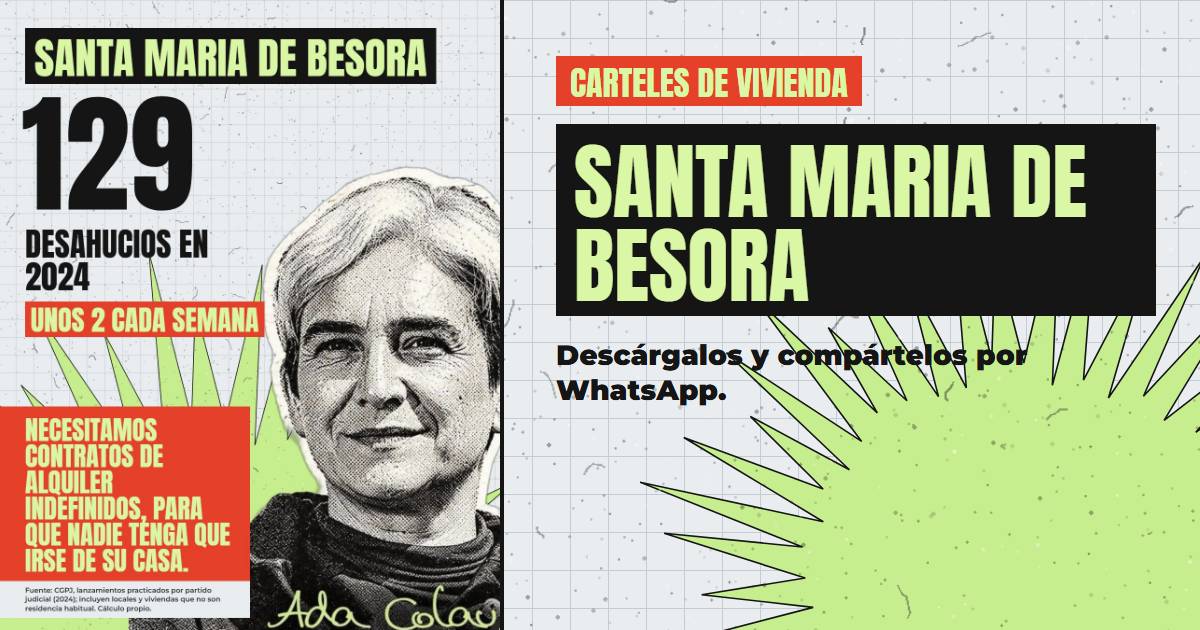 SANTA MARIA DE BESORA
129
DESAHUCIOS EN
2024
UNOS 2 CADA SEMANA
NECESITAMOS
CONTRATOS DE
ALQUILER
INDEFINIDOS, PARA
QUE NADIE TENGA QUE
IRSE DE SU CASA.
Fuente: CGPJ, lanzamientos practicados por partido
judicial (2024); incluyen locales y viviendas que no son
residencia habitual. Cálculo propio.
Ada Colau
CARTELES DE VIVIENDA
SANTA MARIA DE
BESORA
Descárgalos y compártelos por
WhatsApp.